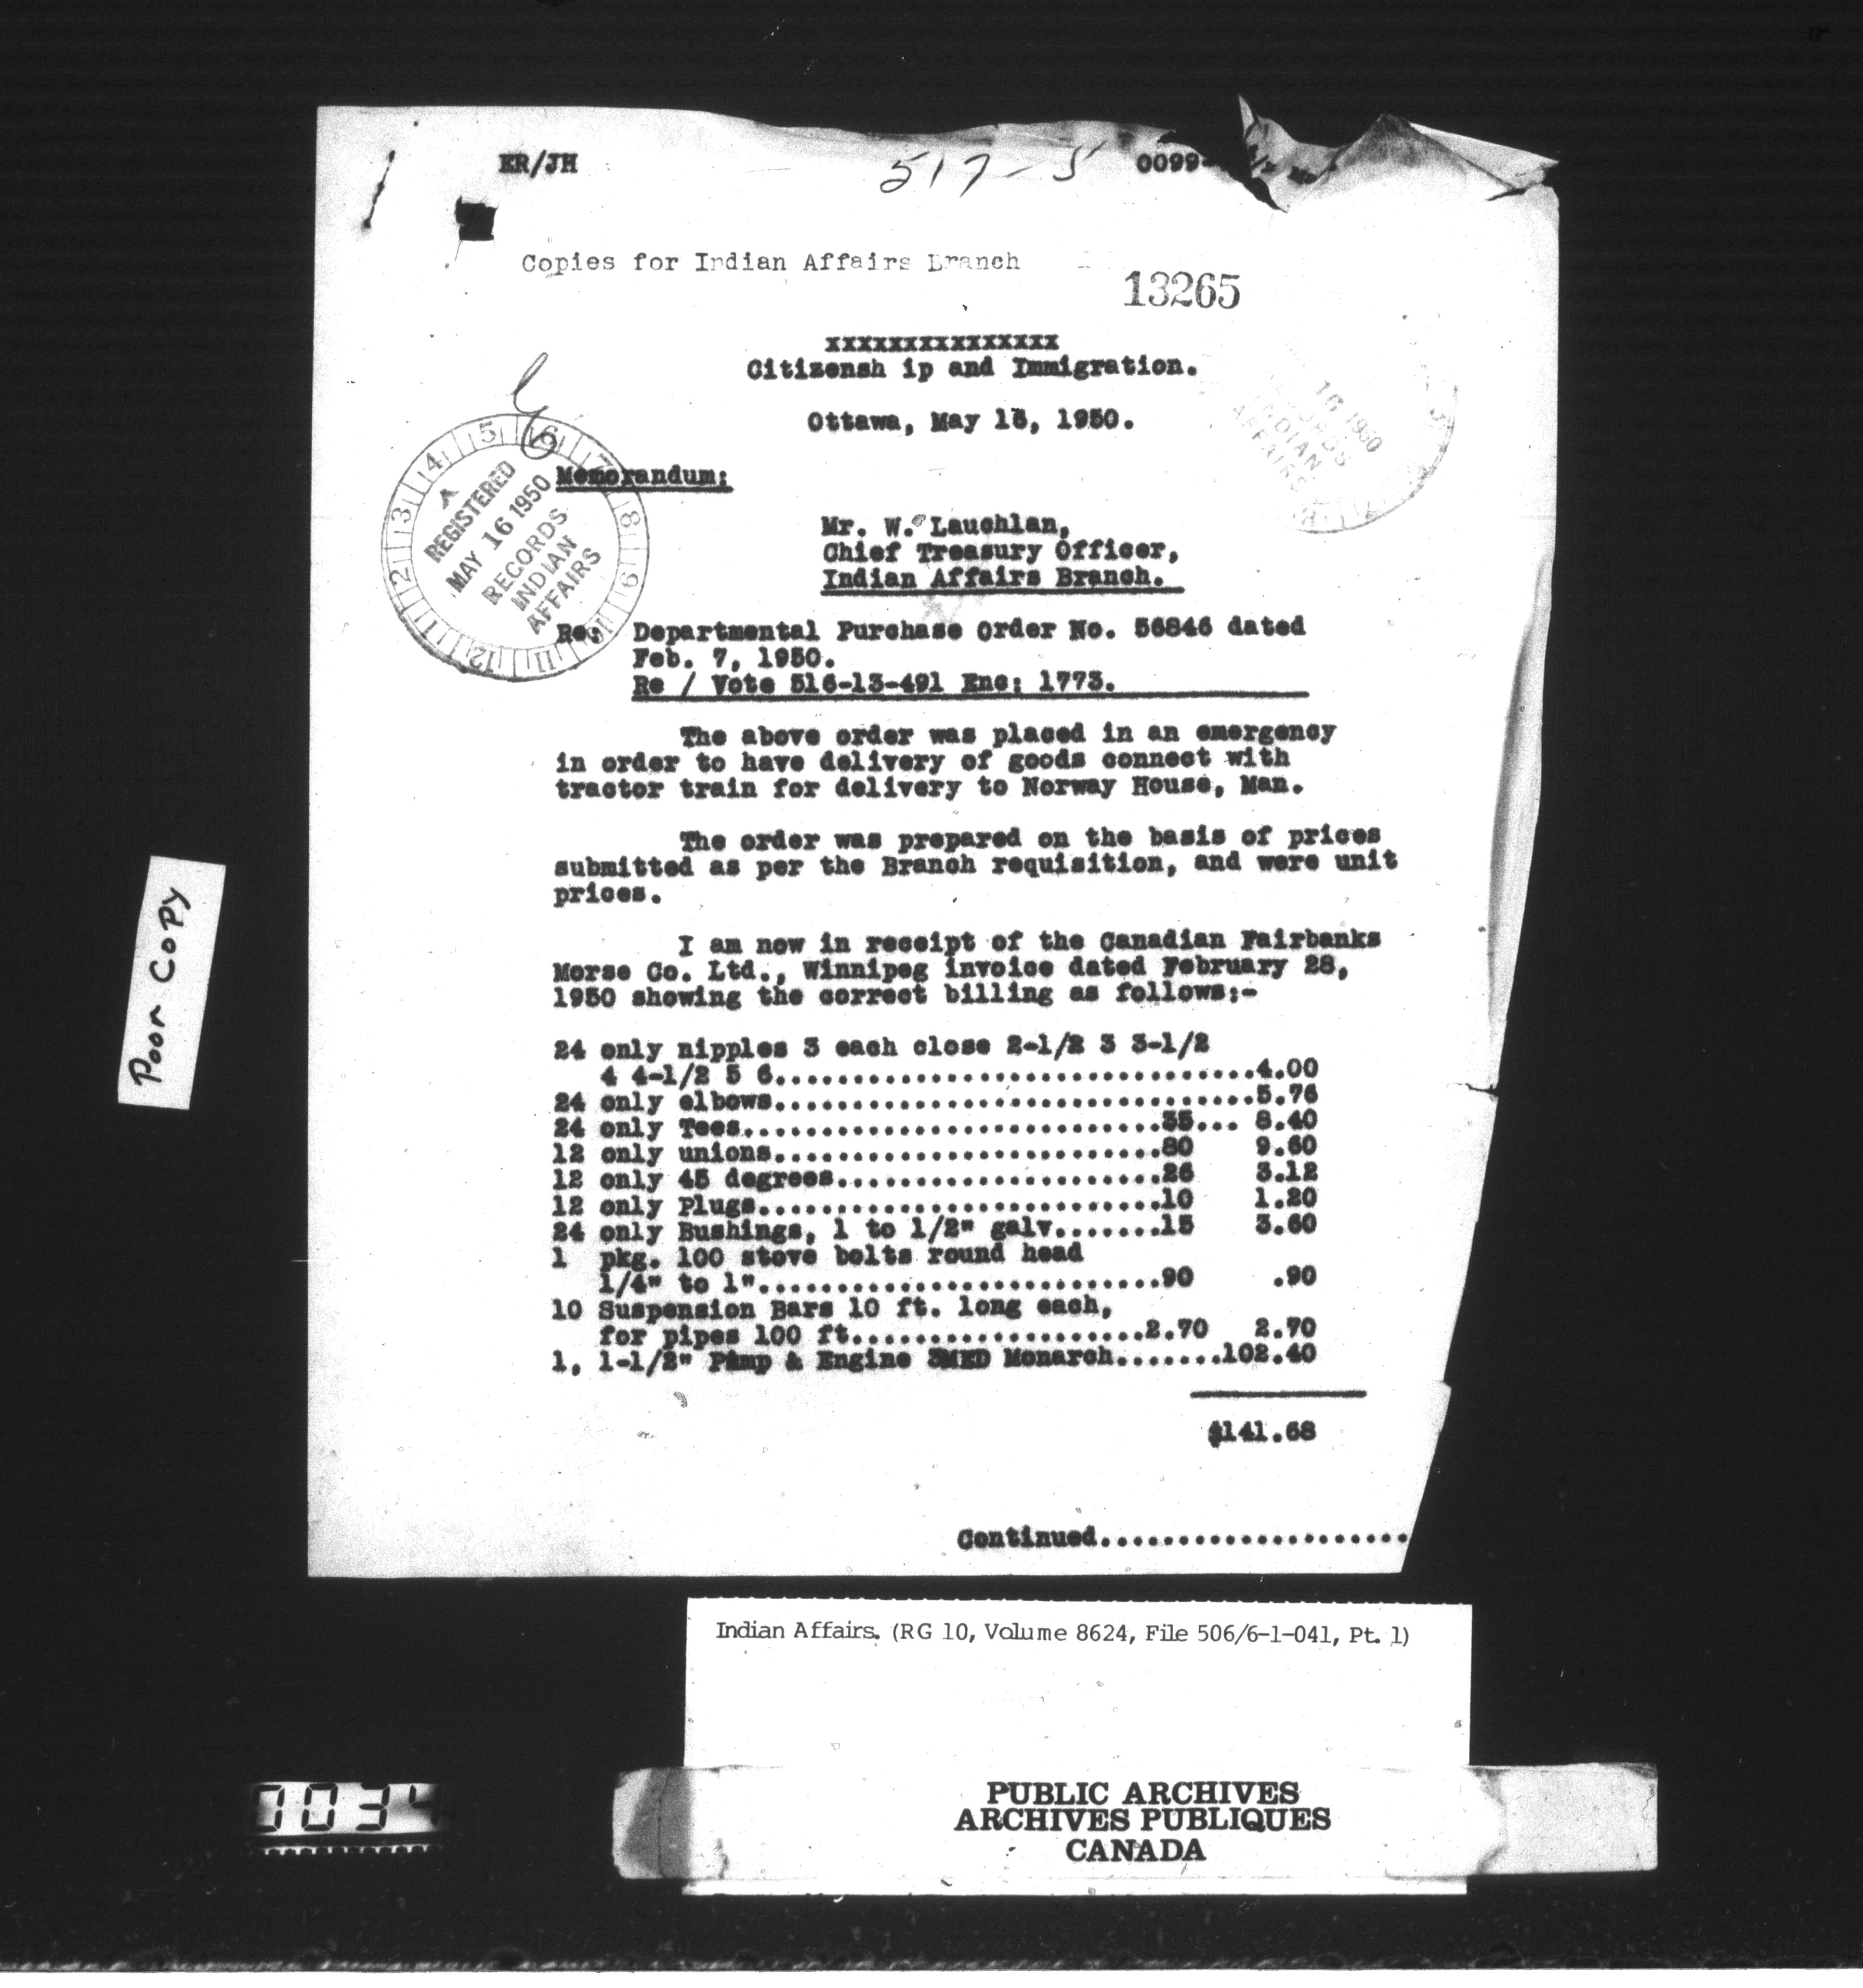 ER/JH
517-5
0099-
Copies for Indian Affairs Branch
13265
xxxxxxxxxxxxxxx
Citizensh ip and Immigration.
Ottawa, May 15, 1950.
Memorandum:
REGISTERED
MAY 16 1950
RECORDS
INDIAN
AFFAIRS
16 1950
INDIAN
AFFAIRS
Mr. W. Lauchlan,
Chief Treasury Officer,
Indian Affairs Branch.
Re: Departmental Purchase Order No. 56846 dated
Feb. 7, 1950.
Re / Vote 516-13-491 Enc: 1773.
The above order was placed in an emergency
in order to have delivery of goods connect with
tractor train for delivery to Norway House, Man.
The order was prepared on the basis of prices
submitted as per the Branch requisition, and were unit
prices.
I am now in receipt of the Canadian Fairbanks
Morse Co. Ltd., Winnipeg invoice dated February 28,
1950 showing the correct billing as follows:-
24 only nipples 3 each close 2-1/2 3 3-1/2
4 4-1/2 5 6...............................4.00
24 only elbows...............................5.76
24 only Tees...........................35... 8.40
12 only unions.........................80 9.60
12 only 45 degrees.....................26 3.12
12 only Plugs..........................10 1.20
24 only Bushings, 1 to 1/2" galv.......15 3.60
1 pkg. 100 stove bolts round head
1/4" to 1"..........................90 .90
10 Suspension Bars 10 ft. long each,
for pipes 100 ft...................2.70 2.70
1, 1-1/2" Pump & Engine SMED Monarch.......102.40
$141.68
Continued....................
Poor Copy
Indian Affairs. (RG 10, Volume 8624, File 506/6-1-041, Pt. 1)
PUBLIC ARCHIVES
ARCHIVES PUBLIQUES
CANADA